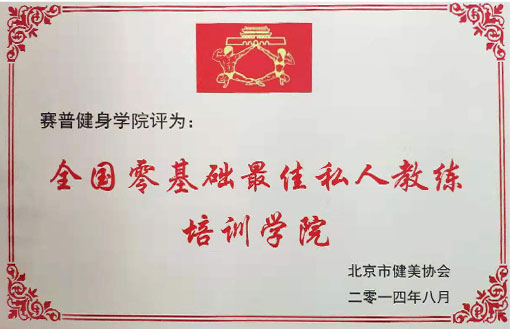 赛普健身学院评为：
全国零基础最佳私人教练
培训学院
北京市健美协会
二零一四年八月